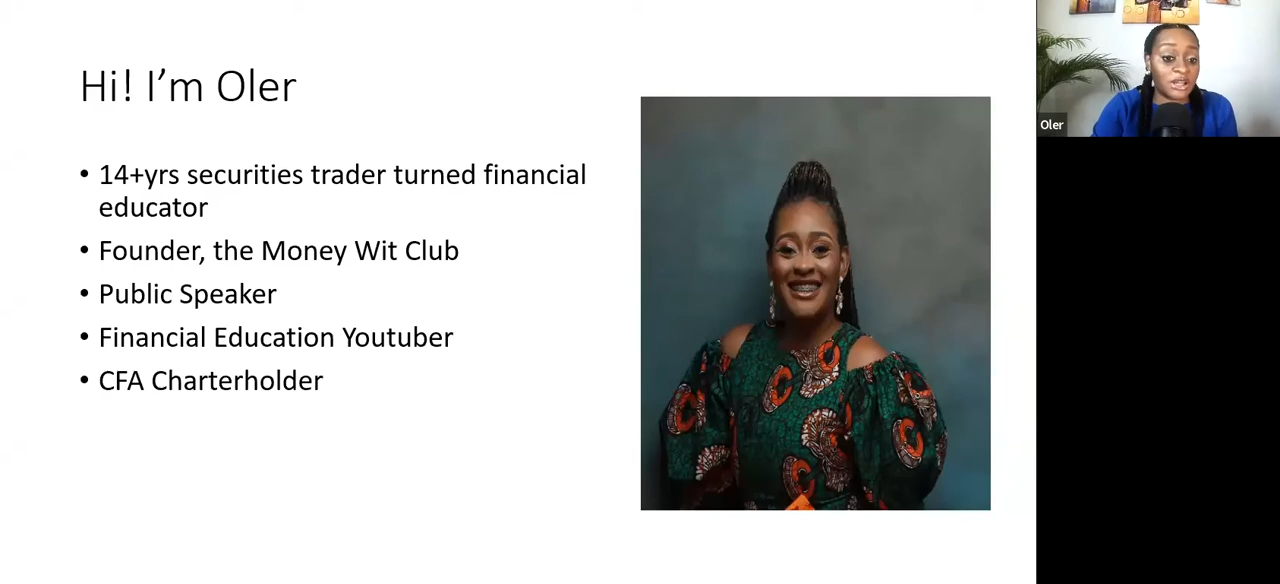 Hi! I’m Oler
• 14+yrs securities trader turned financial
educator
• Founder, the Money Wit Club
• Public Speaker
• Financial Education Youtuber
• CFA Charterholder
Oler